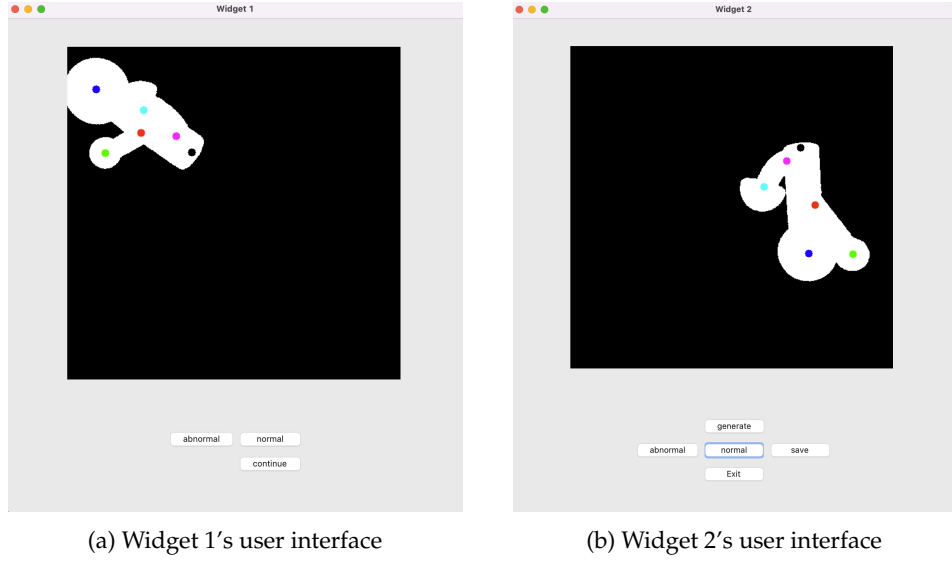 Widget 1
abnormal normal
continue
(a) Widget 1's user interface
Widget 2
generate
abnormal normal save
Exit
(b) Widget 2's user interface